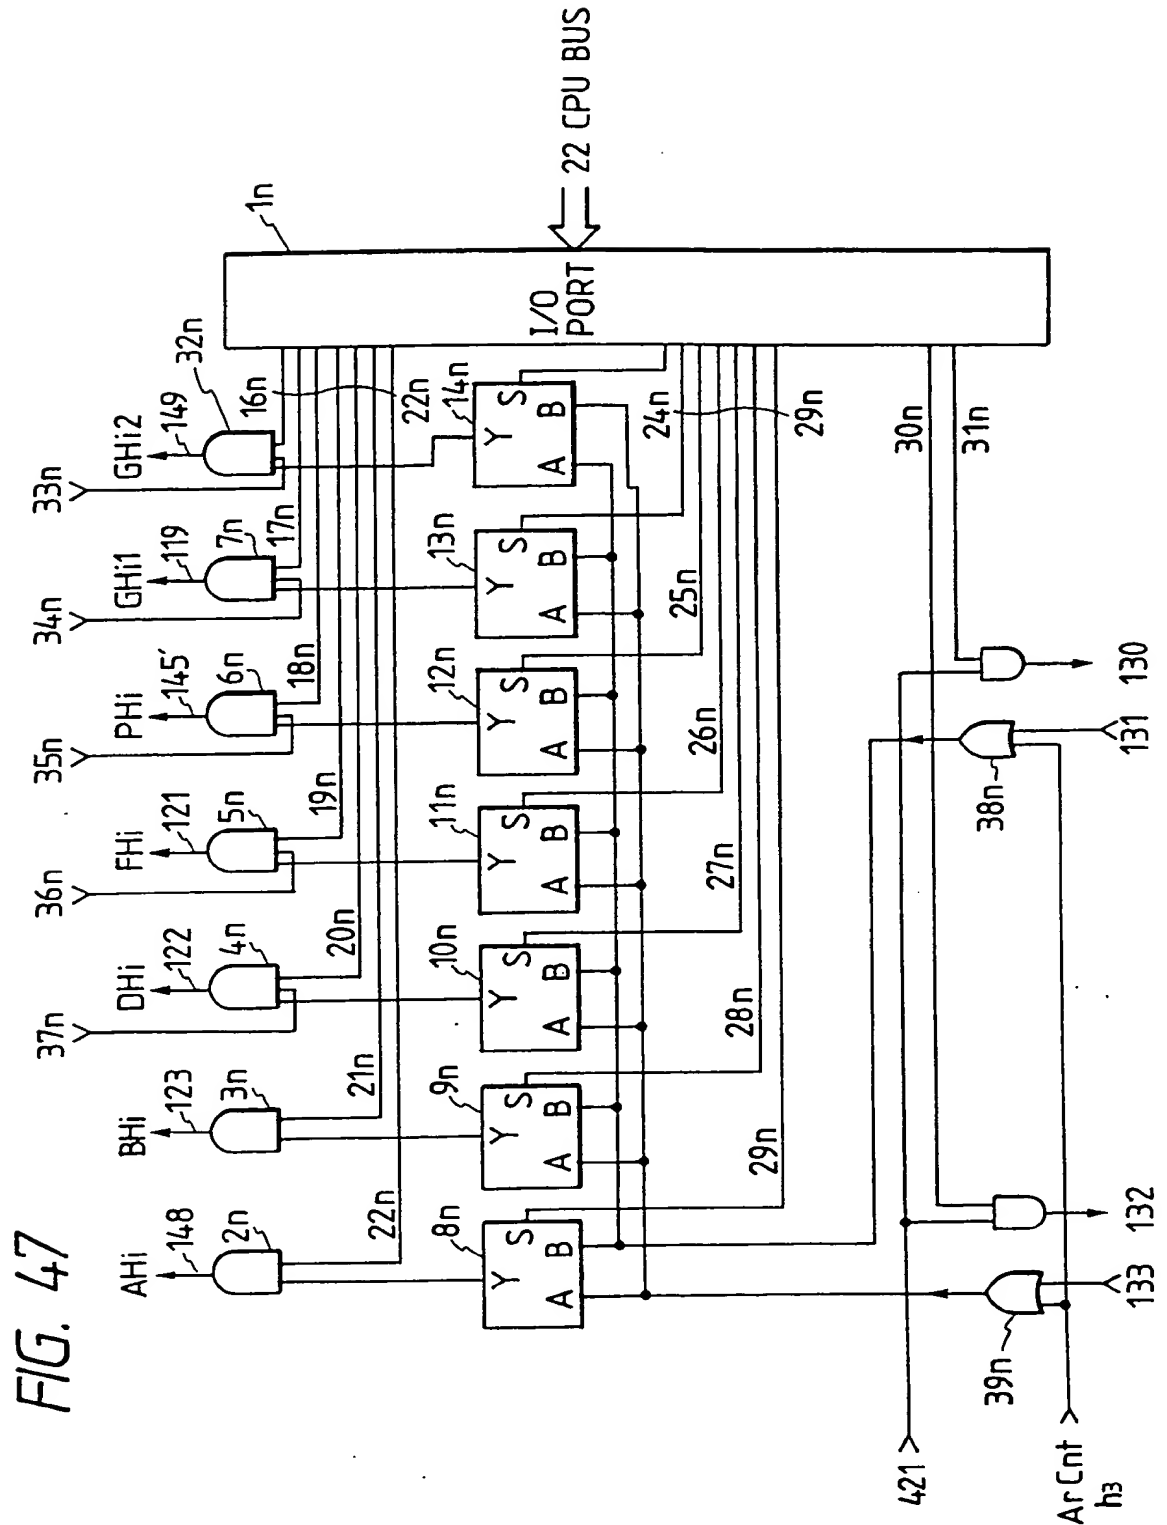 FIG. 47
AHi
148
2n
22n
BHi
123
3n
21n
37n
DHi
122
4n
20n
36n
FHi
121
5n
19n
35n
PHi
145'
6n
18n
34n
GHi1
119
7n
17n
33n
GHi2
149
32n
16n
22n
1n
I/O
PORT
22 CPU BUS
8n
Y
S
A
B
9n
Y
S
A
B
10n
Y
S
A
B
11n
Y
S
A
B
12n
Y
S
A
B
13n
Y
S
A
B
14n
Y
S
A
B
29n
28n
27n
26n
25n
24n
29n
30n
31n
421
ArCnt
h3
39n
133
132
38n
131
130